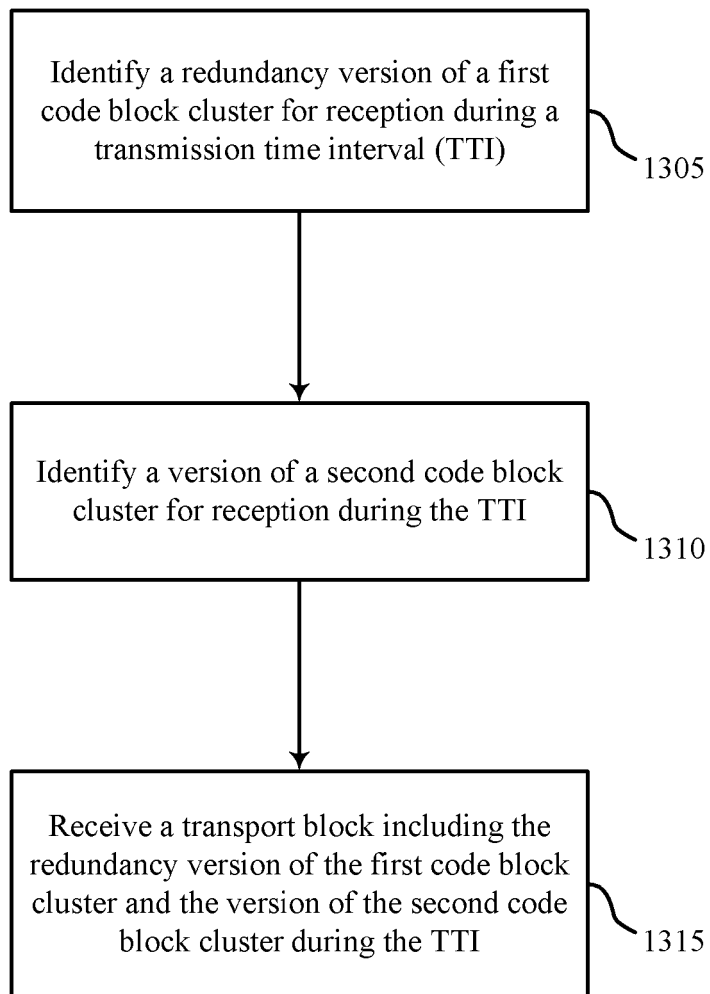 Identify a redundancy version of a first
code block cluster for reception during a
transmission time interval (TTI)
1305
Identify a version of a second code block
cluster for reception during the TTI
1310
Receive a transport block including the
redundancy version of the first code block
cluster and the version of the second code
block cluster during the TTI
1315